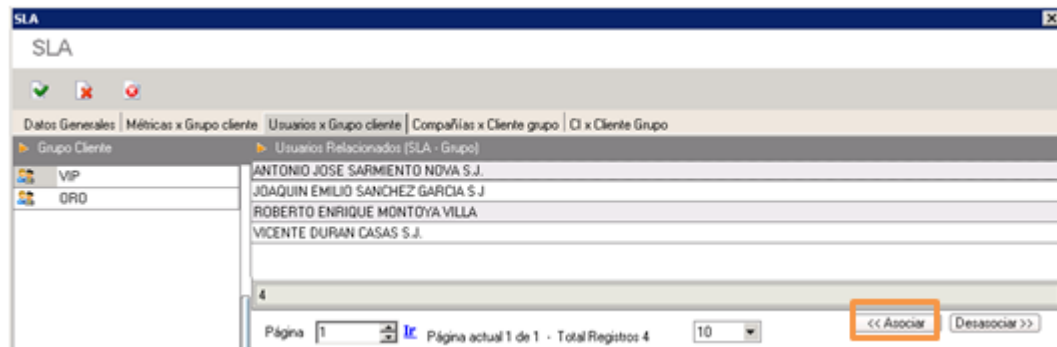 SLA
SLA
Datos Generales Métricas x Grupo cliente Usuarios x Grupo cliente Compañías x Cliente grupo CI x Cliente Grupo
Grupo Cliente Usuarios Relacionados (SLA - Grupo)
VIP ANTONIO JOSE SARMIENTO NOVA S.J.
ORO JOAQUIN EMILIO SANCHEZ GARCIA S J
ROBERTO ENRIQUE MONTOYA VILLA
VICENTE DURAN CASAS S.J.
4
Página 1 Ir Página actual 1 de 1 - Total Registros 4 10 << Asociar Desasociar >>